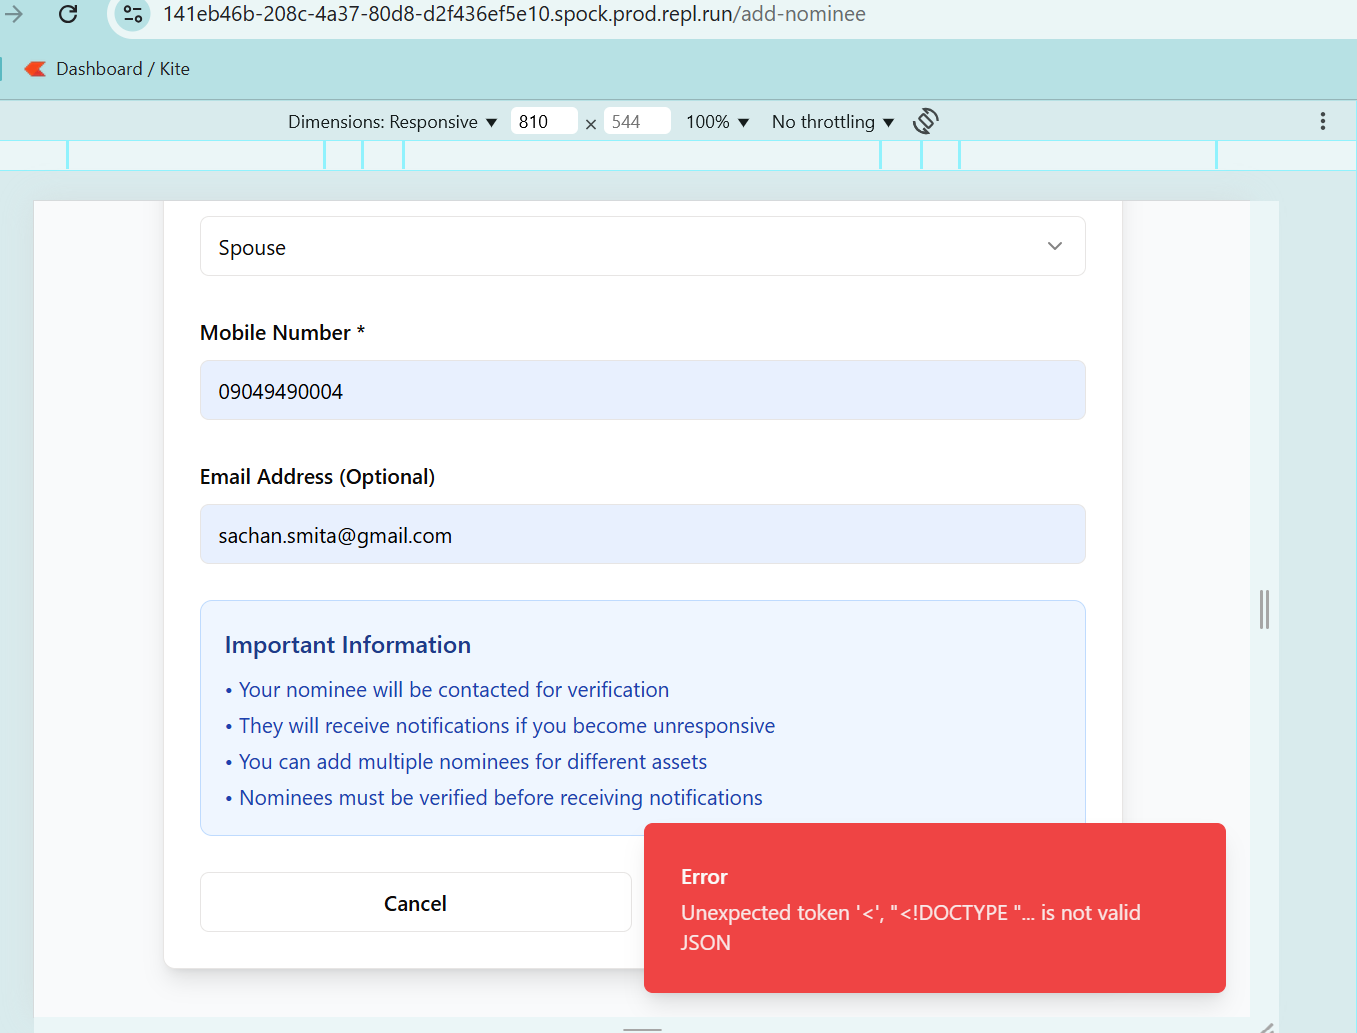 141eb46b-208c-4a37-80d8-d2f436ef5e10.spock.prod.repl.run/add-nominee
Dashboard / Kite
Dimensions: Responsive ▼ 810 × 544 100% ▼ No throttling ▼
Spouse
Mobile Number *
09049490004
Email Address (Optional)
sachan.smita@gmail.com
Important Information
• Your nominee will be contacted for verification
• They will receive notifications if you become unresponsive
• You can add multiple nominees for different assets
• Nominees must be verified before receiving notifications
Cancel
Error
Unexpected token '<', "<!DOCTYPE "... is not valid
JSON